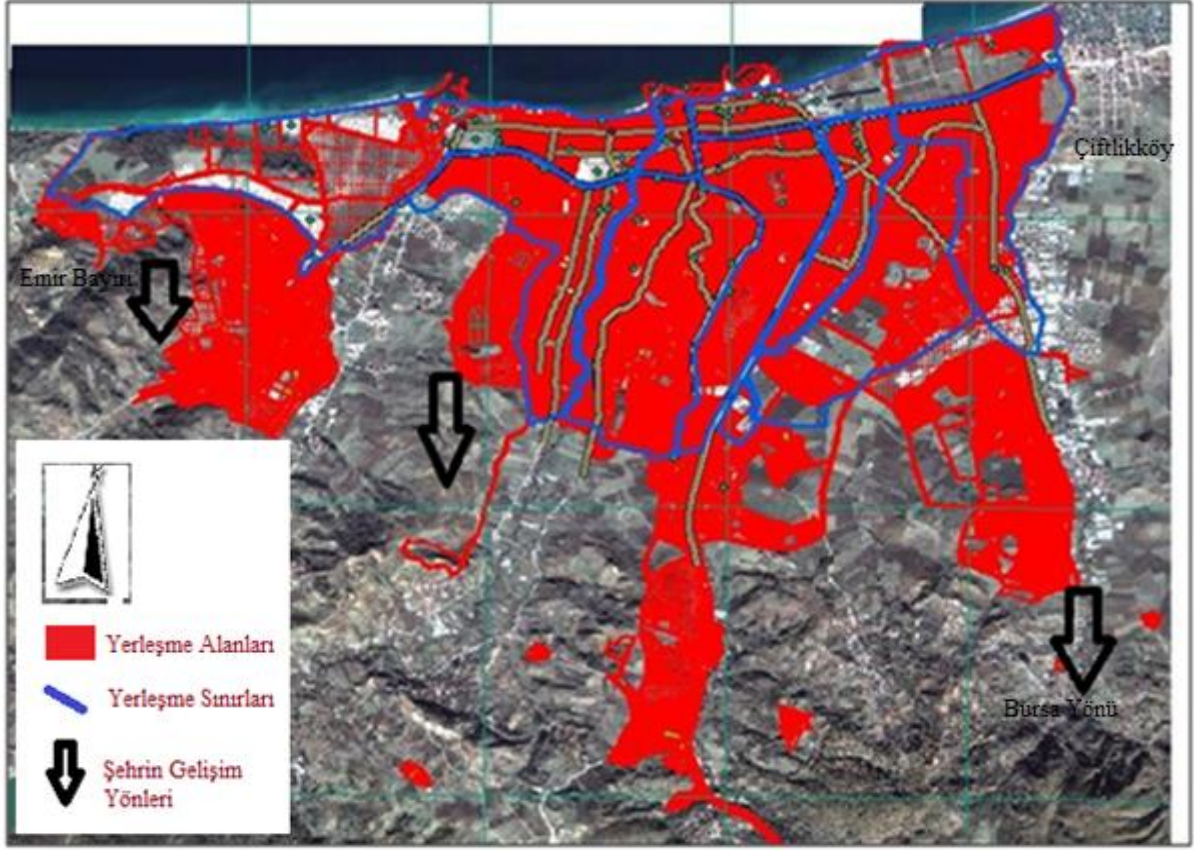 Çiftlikköy
Emir Bayırı
Yerleşme Alanları
Yerleşme Sınırları
Bursa Yönü
Şehrin Gelişim
Yönleri